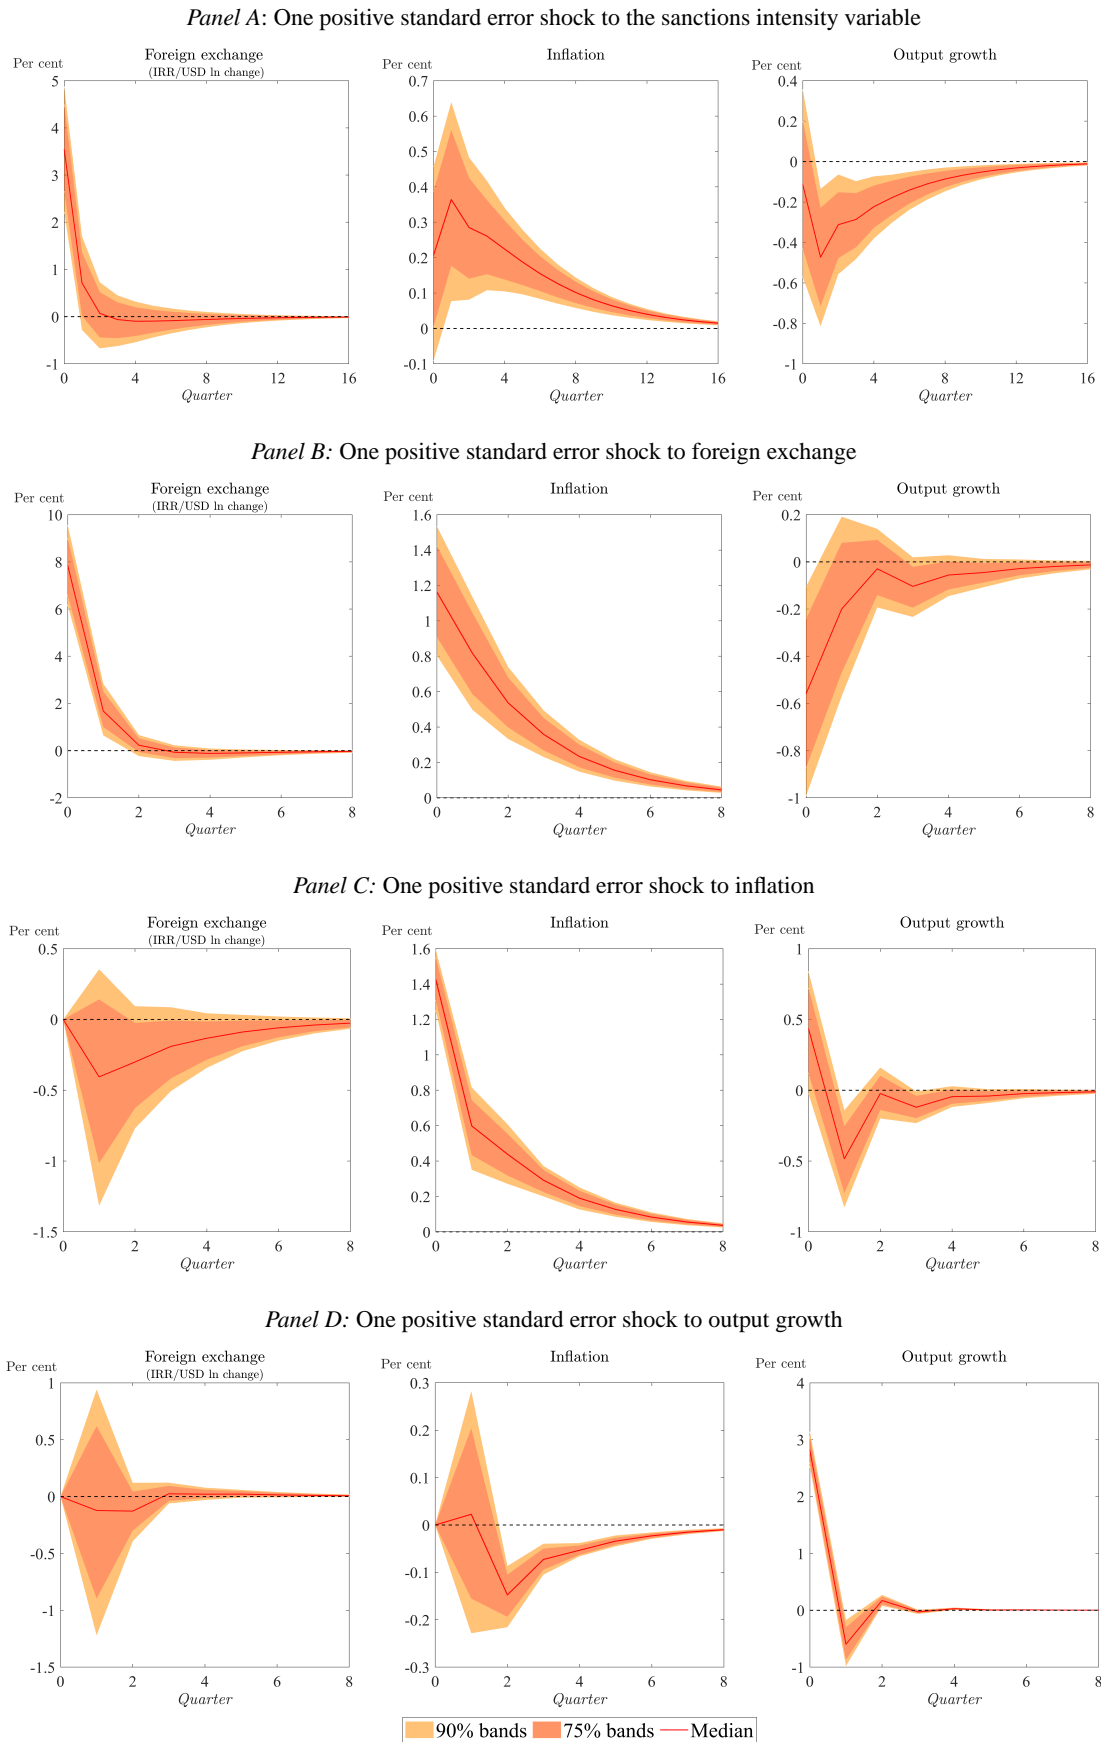 Panel A: One positive standard error shock to the sanctions intensity variable
Foreign exchange
(IRR/USD ln change)
Per cent
5
4
3
2
1
0
-1
0 4 8 12 16
Quarter
Inflation
Per cent
0.7
0.6
0.5
0.4
0.3
0.2
0.1
0
-0.1
0 4 8 12 16
Quarter
Output growth
Per cent
0.4
0.2
0
-0.2
-0.4
-0.6
-0.8
-1
0 4 8 12 16
Quarter
Panel B: One positive standard error shock to foreign exchange
Foreign exchange
(IRR/USD ln change)
Per cent
10
8
6
4
2
0
-2
0 2 4 6 8
Quarter
Inflation
Per cent
1.6
1.4
1.2
1
0.8
0.6
0.4
0.2
0
0 2 4 6 8
Quarter
Output growth
Per cent
0.2
0
-0.2
-0.4
-0.6
-0.8
-1
0 2 4 6 8
Quarter
Panel C: One positive standard error shock to inflation
Foreign exchange
(IRR/USD ln change)
Per cent
0.5
0
-0.5
-1
-1.5
0 2 4 6 8
Quarter
Inflation
Per cent
1.6
1.4
1.2
1
0.8
0.6
0.4
0.2
0
0 2 4 6 8
Quarter
Output growth
Per cent
1
0.5
0
-0.5
-1
0 2 4 6 8
Quarter
Panel D: One positive standard error shock to output growth
Foreign exchange
(IRR/USD ln change)
Per cent
1
0.5
0
-0.5
-1
-1.5
0 2 4 6 8
Quarter
Inflation
Per cent
0.3
0.2
0.1
0
-0.1
-0.2
-0.3
0 2 4 6 8
Quarter
Output growth
Per cent
4
3
2
1
0
-1
0 2 4 6 8
Quarter
90% bands 75% bands Median